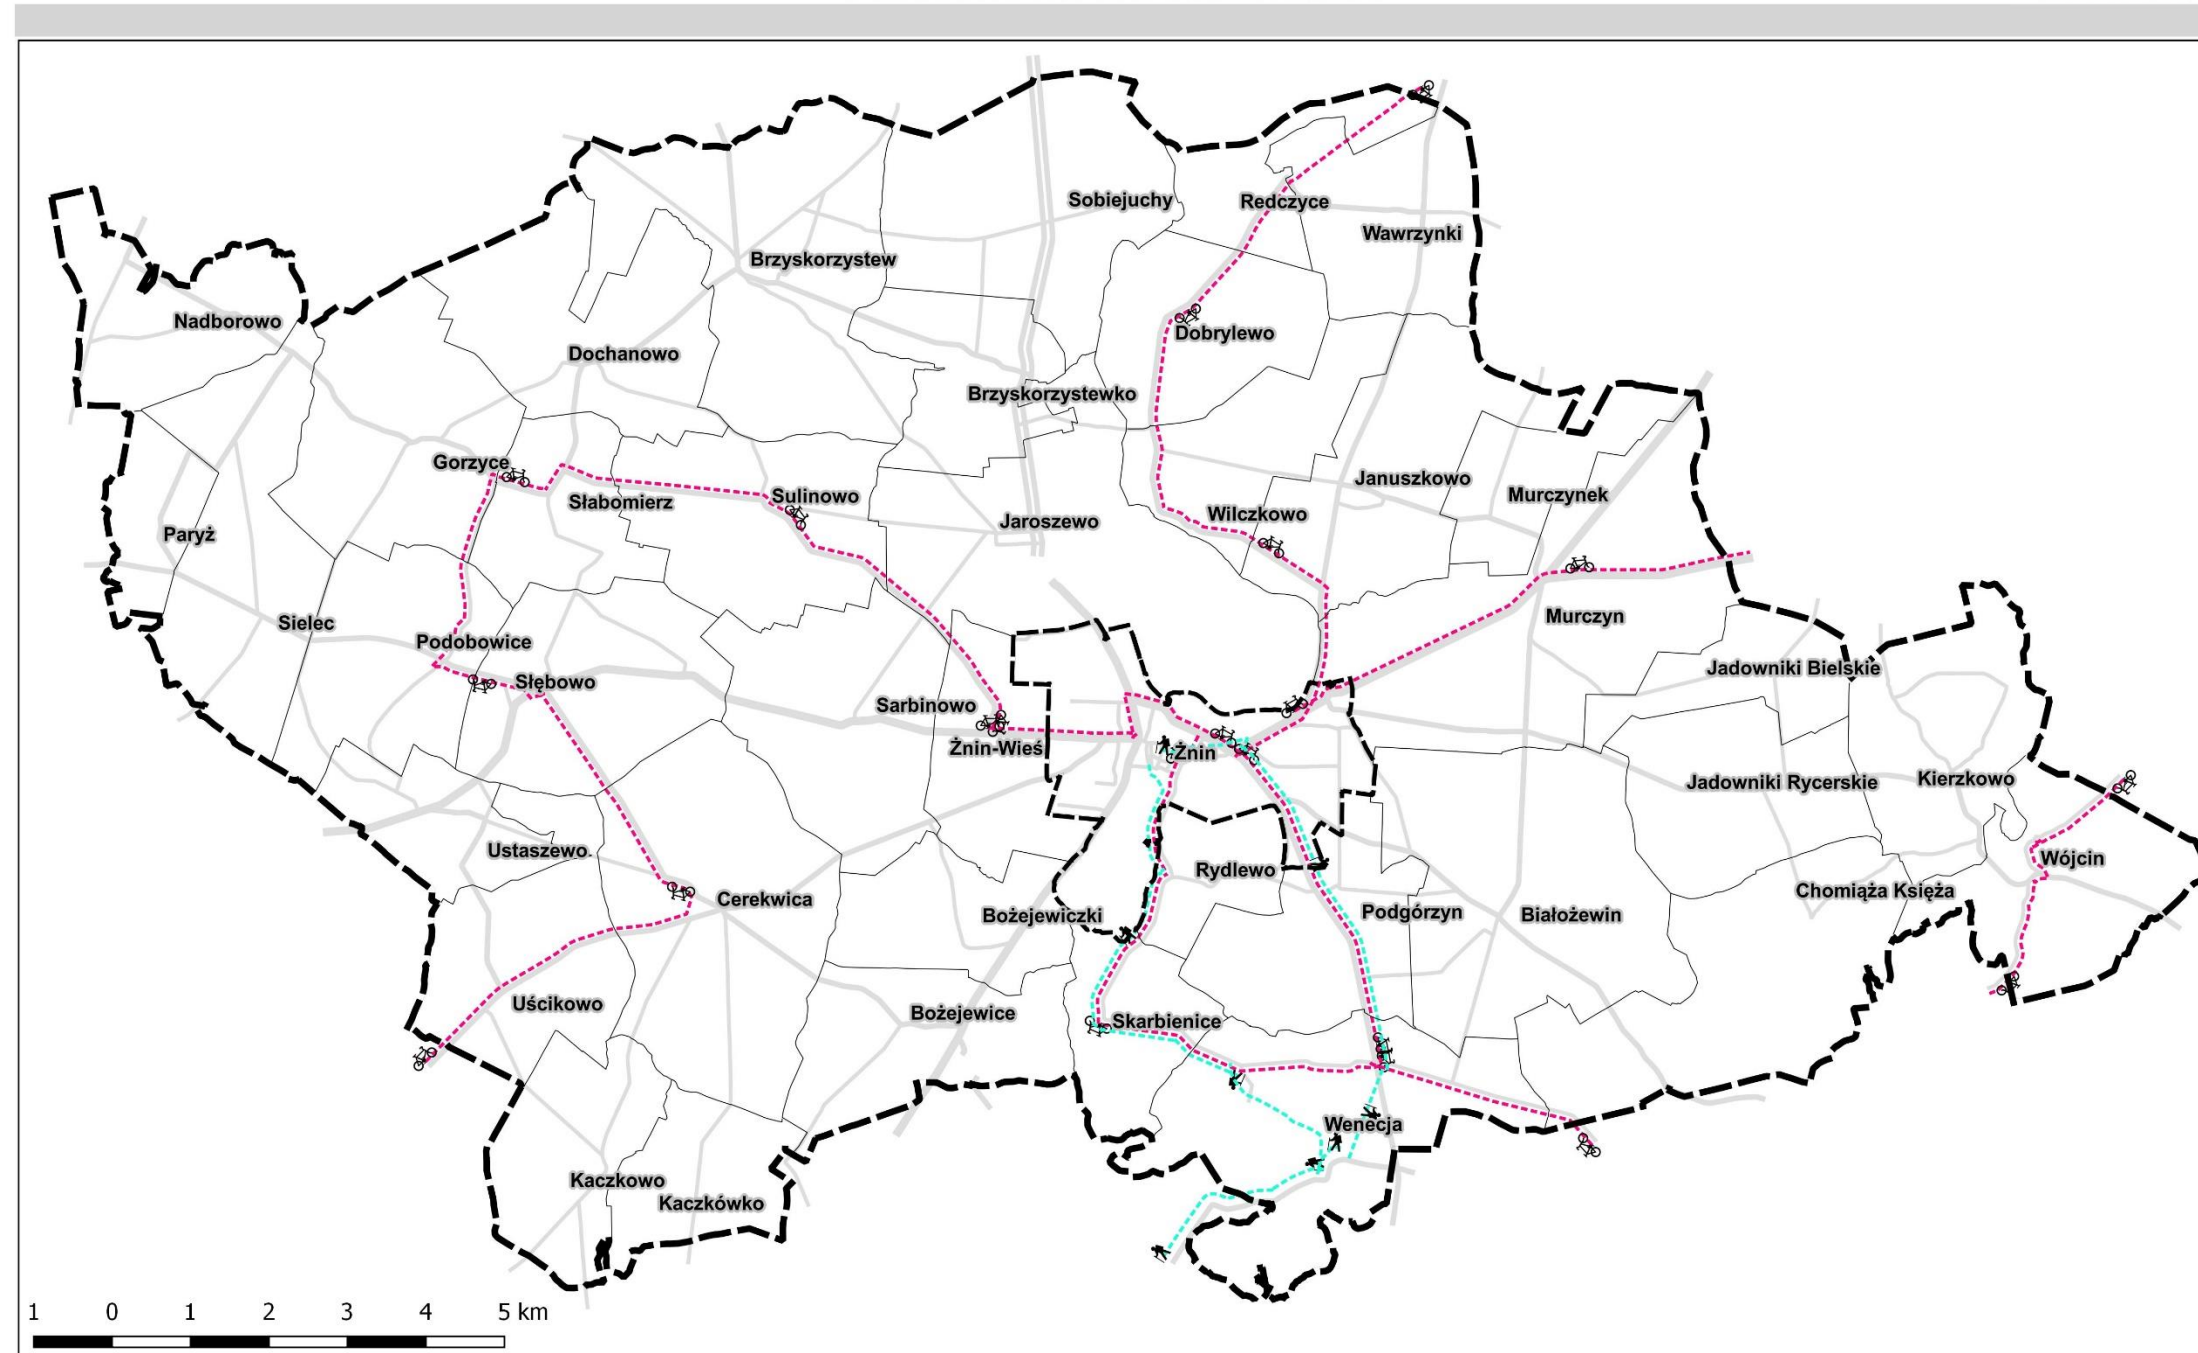 Sobiejuchy
Redczyce
Wawrzynki
Brzyskorzystew
Nadborowo
Dobrylewo
Dochanowo
Brzyskorzystewko
Gorzyce
Słabomierz
Sulinowo
Jaroszewo
Wilczkowo
Januszkowo
Murczynek
Paryż
Sielec
Podobowice
Słębowo
Murczyn
Jadowniki Bielskie
Sarbinowo
Żnin-Wieś
Żnin
Jadowniki Rycerskie
Kierzkowo
Ustaszewo
Cerekwica
Rydlewo
Wójcin
Chomiąża Księża
Bożejewiczki
Podgórzyn
Białożewin
Uścikowo
Bożejewice
Skarbienice
Wenecja
Kaczkowo
Kaczkówko
1 0 1 2 3 4 5 km